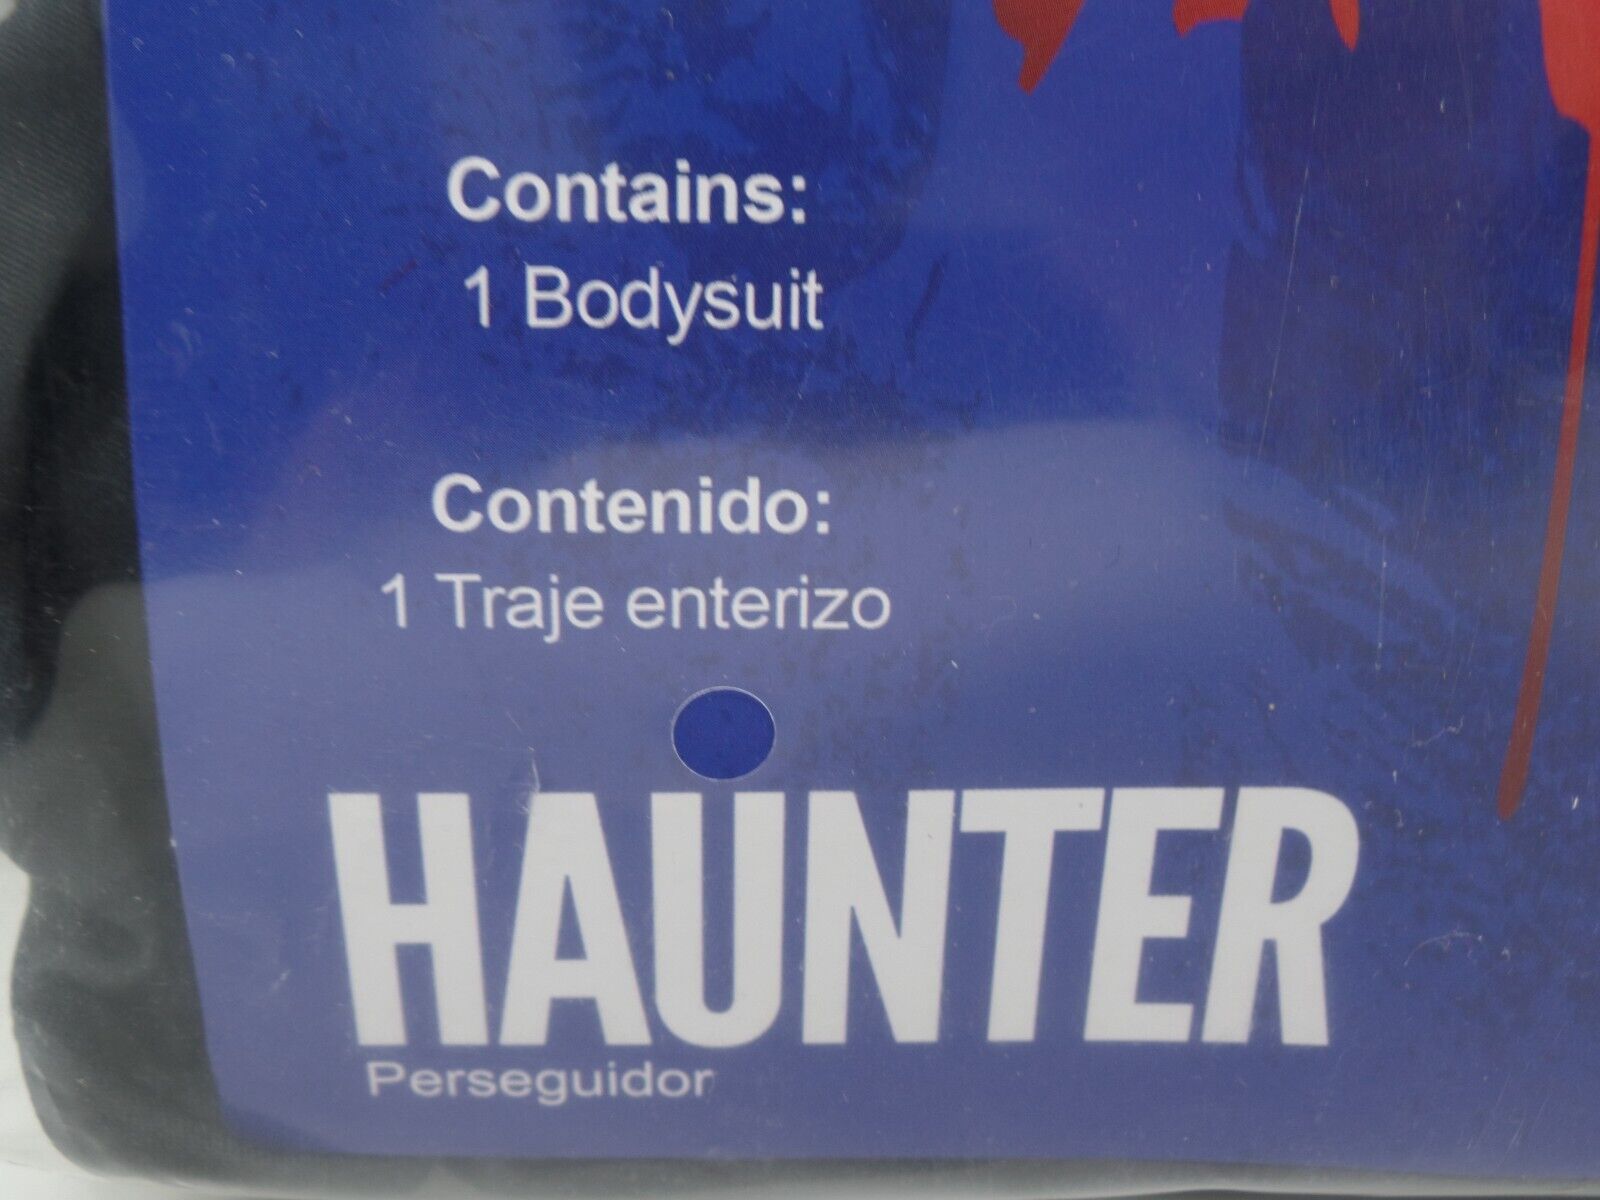 Contains:
1 Bodysuit
Contenido:
1 Traje enterizo
HAUNTER
Perseguidor